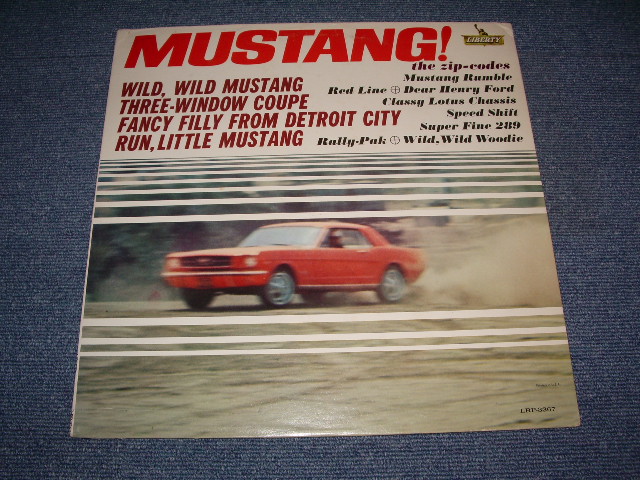 MUSTANG!
LIBERTY
the zip-codes
WILD, WILD MUSTANG
THREE-WINDOW COUPE
FANCY FILLY FROM DETROIT CITY
RUN, LITTLE MUSTANG
Mustang Rumble
Red Line ⊕ Dear Henry Ford
Classy Lotus Chassis
Speed Shift
Super Fine 289
Rally-Pak ⊕ Wild, Wild Woodie
LRP-3367